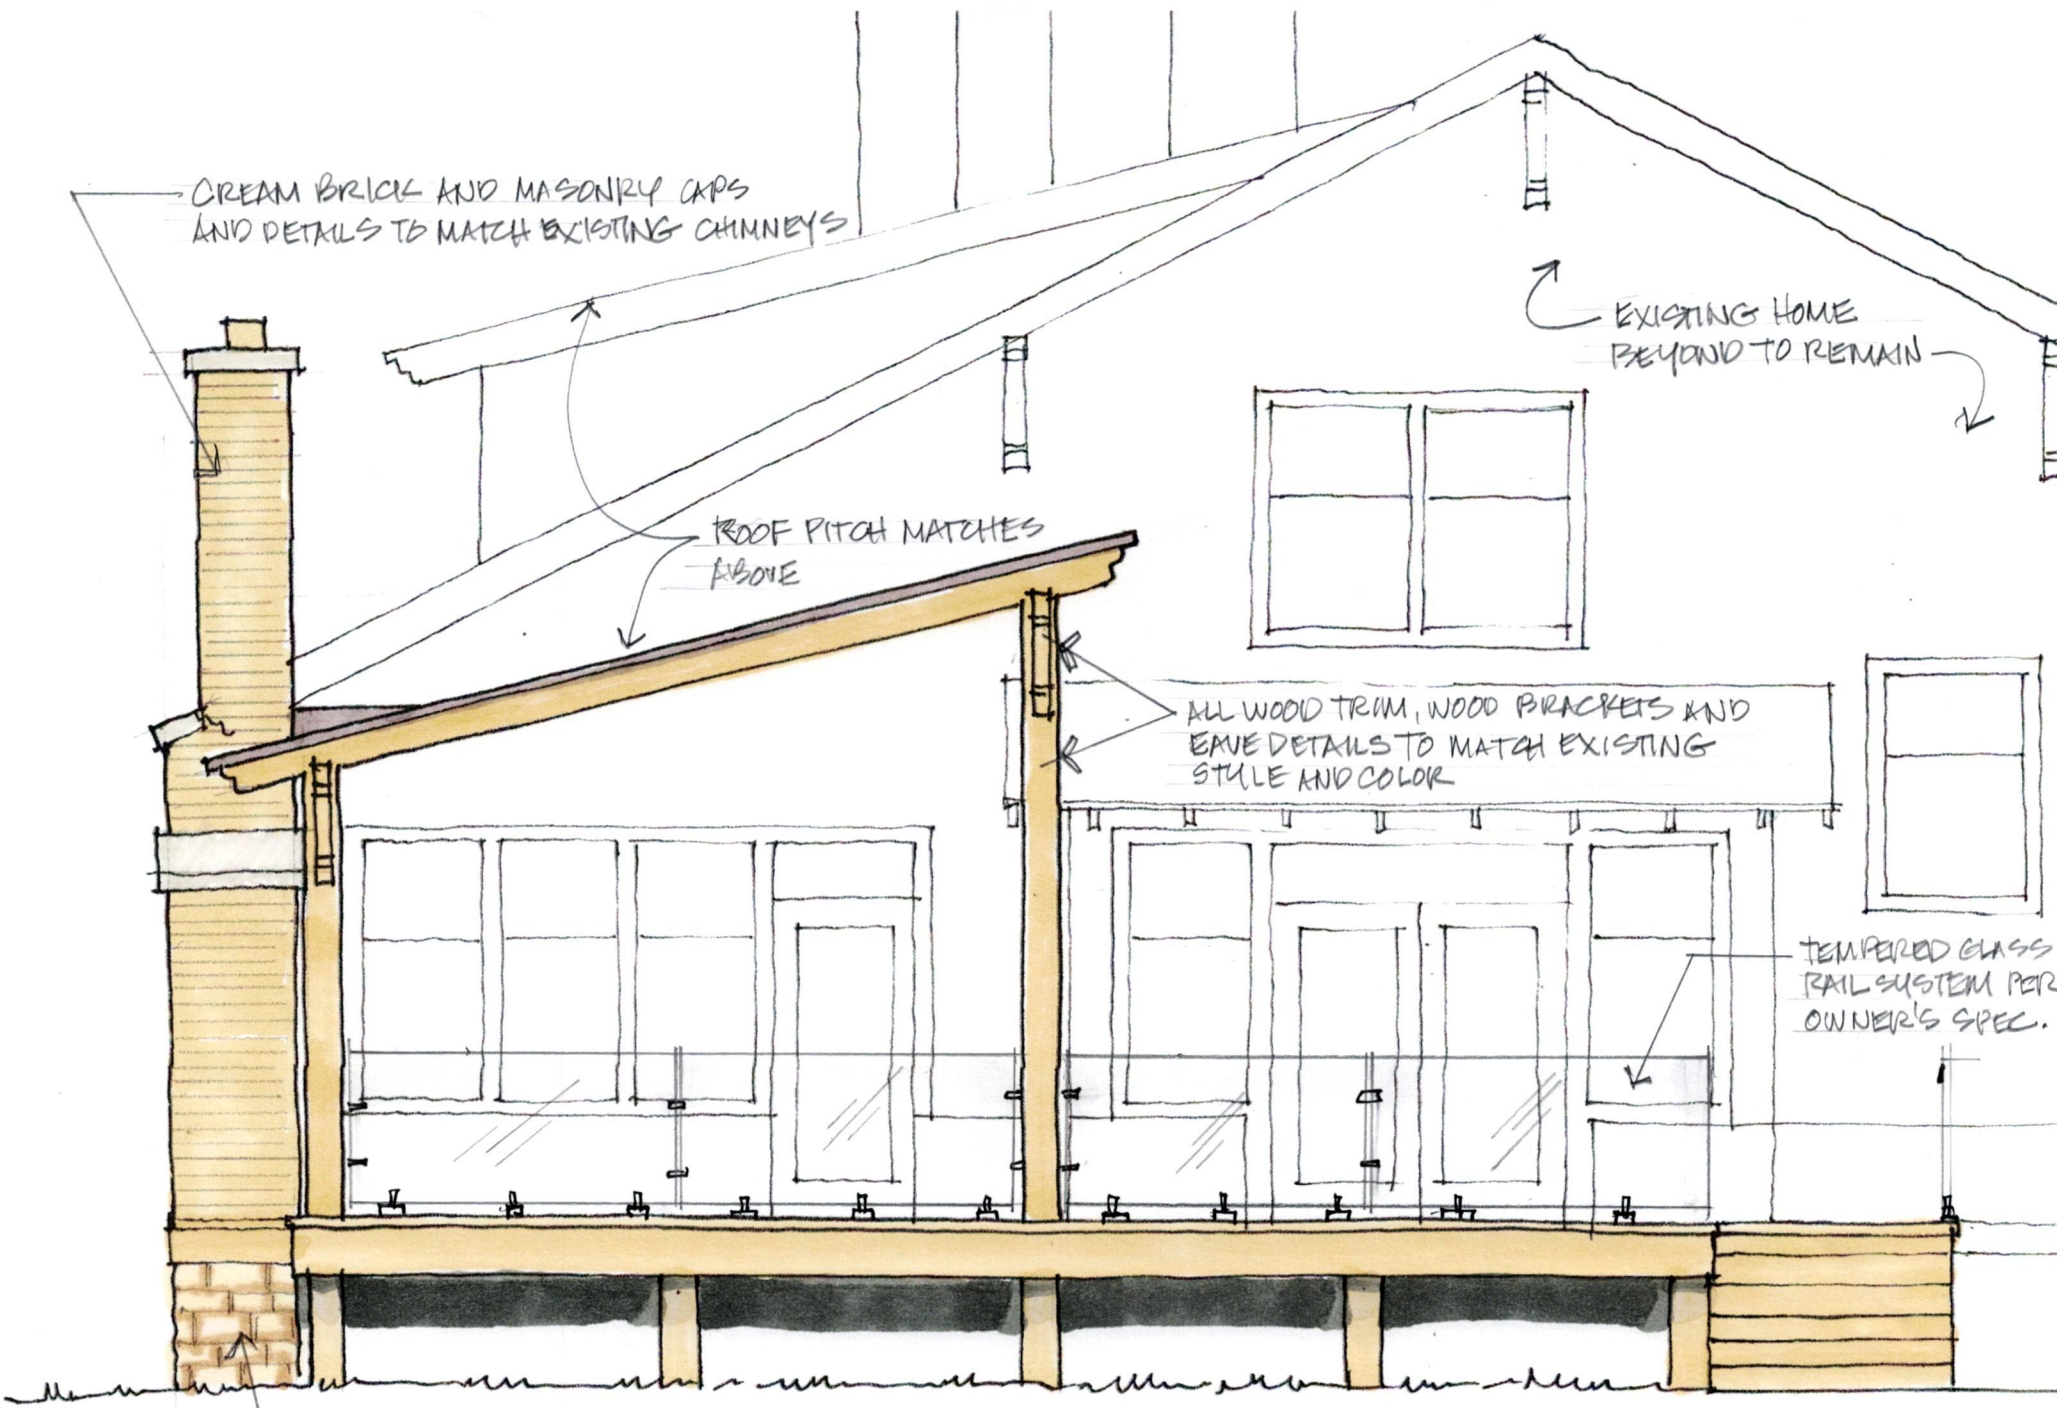 CREAM BRICK AND MASONRY CAPS
AND DETAILS TO MATCH EXISTING CHIMNEYS
EXISTING HOME
BEYOND TO REMAIN
ROOF PITCH MATCHES
ABOVE
ALL WOOD TRIM, WOOD BRACKETS AND
EAVE DETAILS TO MATCH EXISTING
STYLE AND COLOR
TEMPERED GLASS
RAIL SYSTEM PER
OWNER'S SPEC.